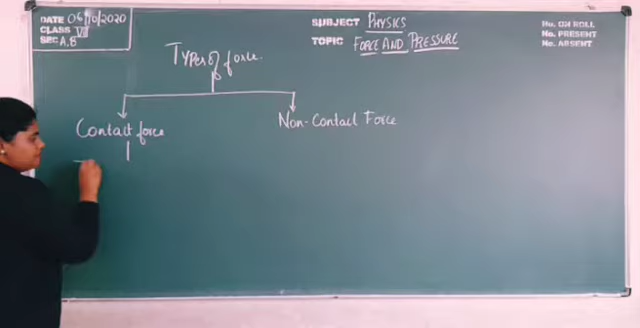 DATE 06/10/2020
CLASS VII
SEC A,B
SUBJECT PHYSICS
TOPIC FORCE AND PRESSURE
No. ON ROLL
No. PRESENT
No. ABSENT
Types of force.
Contact force
Non-Contact Force